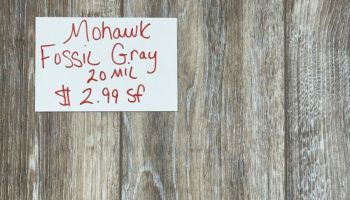 Mohawk
Fossil Gray
20 MIL
$ 2.99 sf